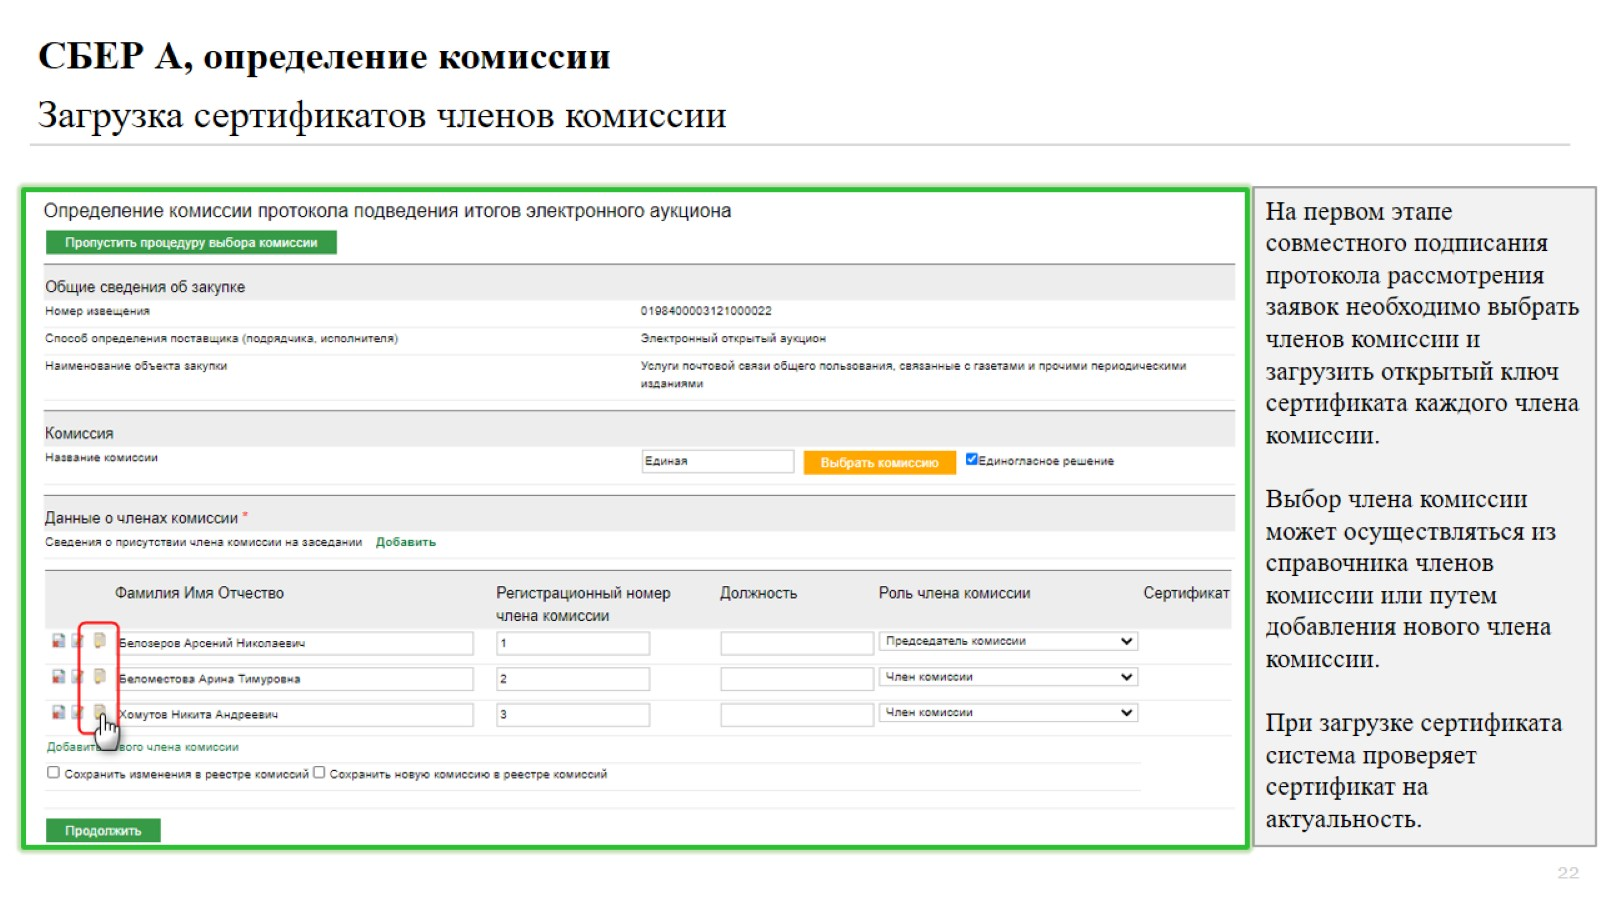 СБЕР А, определение комиссии
Загрузка сертификатов членов комиссии
Определение комиссии протокола подведения итогов электронного аукциона
Пропустить процедуру выбора комиссии
Общие сведения об закупке
Номер извещения 0198400003121000022
Способ определения поставщика (подрядчика, исполнителя) Электронный открытый аукцион
Наименование объекта закупки Услуги почтовой связи общего пользования, связанные с газетами и прочими периодическими
изданиями
Комиссия
Название комиссии Единая Выбрать комиссию Единогласное решение
Данные о членах комиссии *
Сведения о присутствии члена комиссии на заседании Добавить
Фамилия Имя Отчество Регистрационный номер Должность Роль члена комиссии Сертификат
члена комиссии
Белозеров Арсений Николаевич 1 Председатель комиссии
Беломестова Арина Тимуровна 2 Член комиссии
Хомутов Никита Андреевич 3 Член комиссии
члена комиссии
Сохранить изменения в реестре комиссий Сохранить новую комиссию в реестре комиссий
Продолжить
На первом этапе
совместного подписания
протокола рассмотрения
заявок необходимо выбрать
членов комиссии и
загрузить открытый ключ
сертификата каждого члена
комиссии.
Выбор члена комиссии
может осуществляться из
справочника членов
комиссии или путем
добавления нового члена
комиссии.
При загрузке сертификата
система проверяет
сертификат на
актуальность.
22